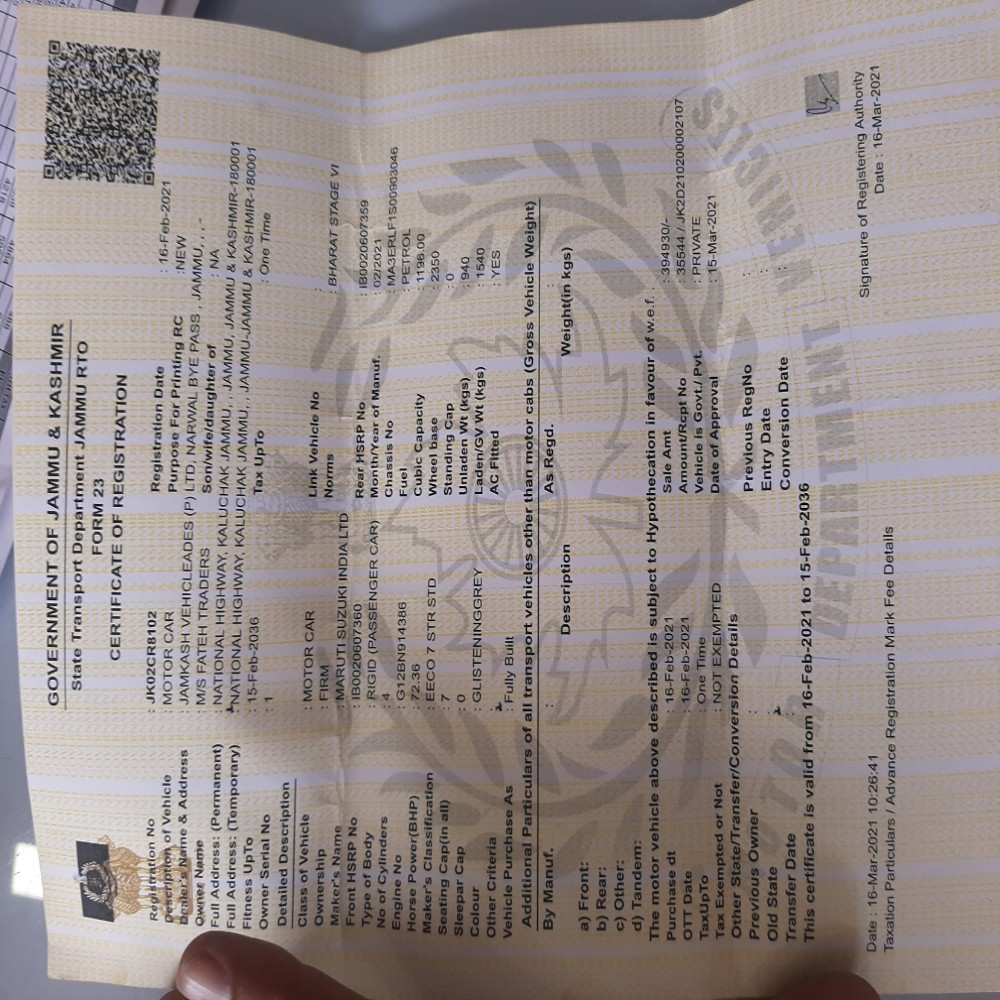 GOVERNMENT OF JAMMU & KASHMIR
State Transport Department JAMMU RTO
FORM 23
CERTIFICATE OF REGISTRATION
Registration No : JK02CR8102 Registration Date : 16-Feb-2021
Description of Vehicle : MOTOR CAR Purpose For Printing RC :NEW
Dealer's Name & Address : JAMKASH VEHICLEADES (P) LTD, NARWAL BYE PASS , JAMMU, , , -
Owner Name : M/S FATEH TRADERS Son/wife/daughter of : NA
Full Address: (Permanent) : NATIONAL HIGHWAY, KALUCHAK JAMMU, , JAMMU, JAMMU & KASHMIR-180001
Full Address: (Temporary) : NATIONAL HIGHWAY, KALUCHAK JAMMU, , JAMMU-JAMMU & KASHMIR-180001
Fitness UpTo : 15-Feb-2036 Tax UpTo : One Time
Owner Serial No : 1
Detailed Description
Class of Vehicle : MOTOR CAR Link Vehicle No
Ownership : FIRM Norms : BHARAT STAGE VI
Maker's Name : MARUTI SUZUKI INDIA LTD
Front HSRP No : IB0020607360 Rear HSRP No : IB0020607359
Type of Body : RIGID (PASSENGER CAR) Month/Year of Manuf. : 02/2021
No of Cylinders : 4 Chassis No : MA3ERLF1S00903046
Engine No : G12BN914386 Fuel : PETROL
Horse Power(BHP) : 72.36 Cubic Capacity : 1196.00
Maker's Classification : EECO 7 STR STD Wheel base : 2350
Seating Cap(in all) : 7 Standing Cap : 0
Sleeper Cap : 0 Unladen Wt (kgs) : 940
Colour : GLISTENINGGREY Laden/GV Wt (kgs) : 1540
Other Criteria : AC Fitted : YES
Vehicle Purchase As : Fully Built
Additional Particulars of all transport vehicles other than motor cabs (Gross Vehicle Weight)
By Manuf. : As Regd. :
Description Weight(in kgs)
a) Front:
b) Rear:
c) Other:
d) Tandem:
The motor vehicle above described is subject to Hypothecation in favour of w.e.f. .
Purchase dt : 16-Feb-2021 Sale Amt : 394930/-
OTT Date : 16-Feb-2021 Amount/Rcpt No : 35544 / JK2D2102000002107
TaxUpTo : One Time Vehicle is Govt./ Pvt. : PRIVATE
Tax Exempted or Not : NOT EXEMPTED Date of Approval : 15-Mar-2021
Other State/Transfer/Conversion Details
Previous Owner : Previous RegNo :
Old State : Entry Date :
Transfer Date : Conversion Date :
This certificate is valid from 16-Feb-2021 to 15-Feb-2036
Signature of Registering Authority
Date : 16-Mar-2021 10:26:41 Date : 16-Mar-2021
Taxation Particulars / Advance Registration Mark Fee Details
DEPARTMENT